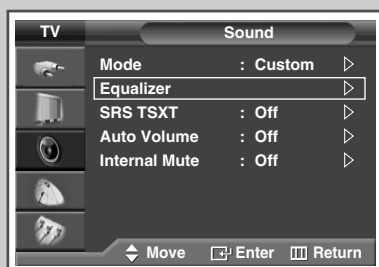 TV Sound
Mode : Custom
Equalizer
SRS TSXT : Off
Auto Volume : Off
Internal Mute : Off
Move Enter Return